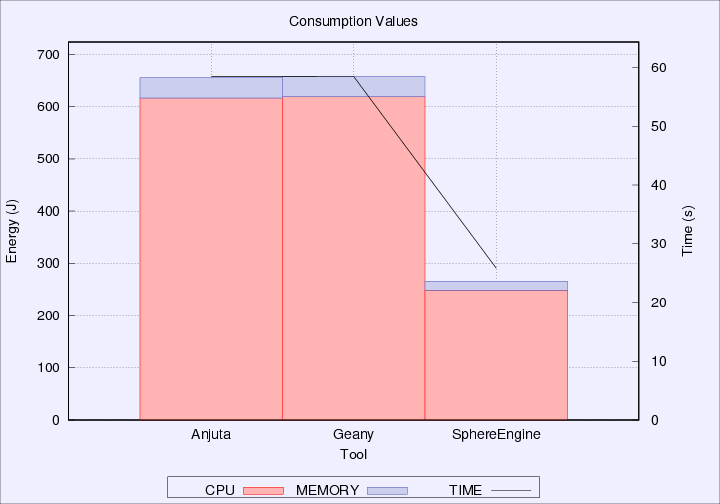 Consumption Values
700
600
500
400
300
200
100
0
60
50
40
30
20
10
0
Energy (J)
Time (s)
Anjuta Geany SphereEngine
Tool
CPU MEMORY TIME